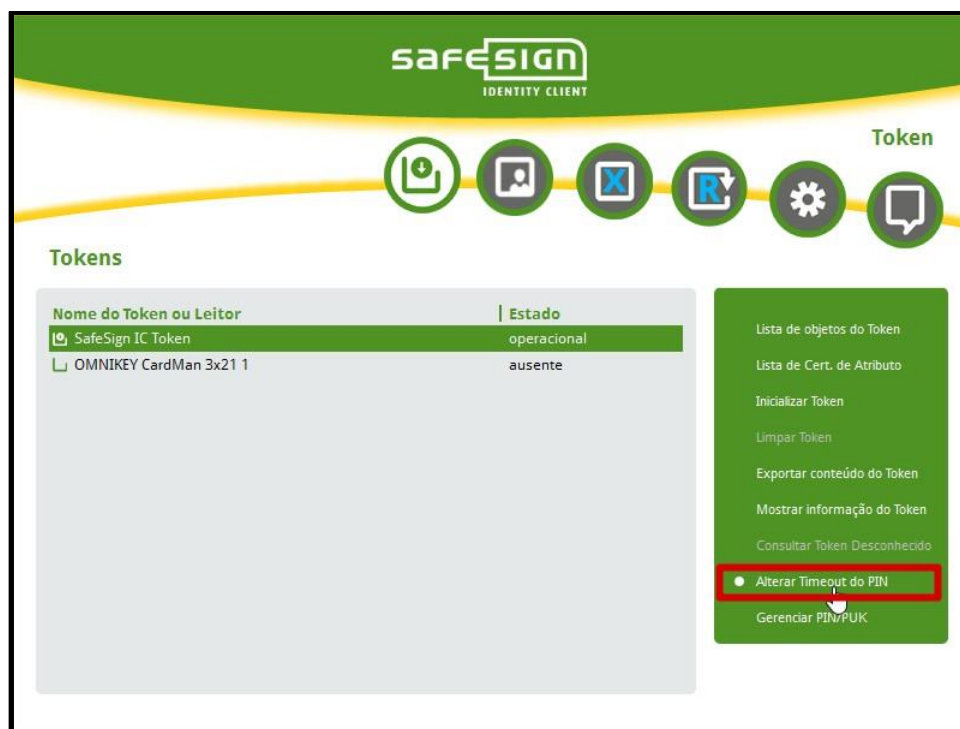 safesign
IDENTITY CLIENT
Token
X
R
Tokens
Nome do Token ou Leitor
Estado
SafeSign IC Token
operacional
OMNIKEY CardMan 3x21 1
ausente
Lista de objetos do Token
Lista de Cert. de Atributo
Inicializar Token
Limpar Token
Exportar conteúdo do Token
Mostrar informação do Token
Consultar Token Desconhecido
Alterar Timeout do PIN
Gerenciar PIN/PUK